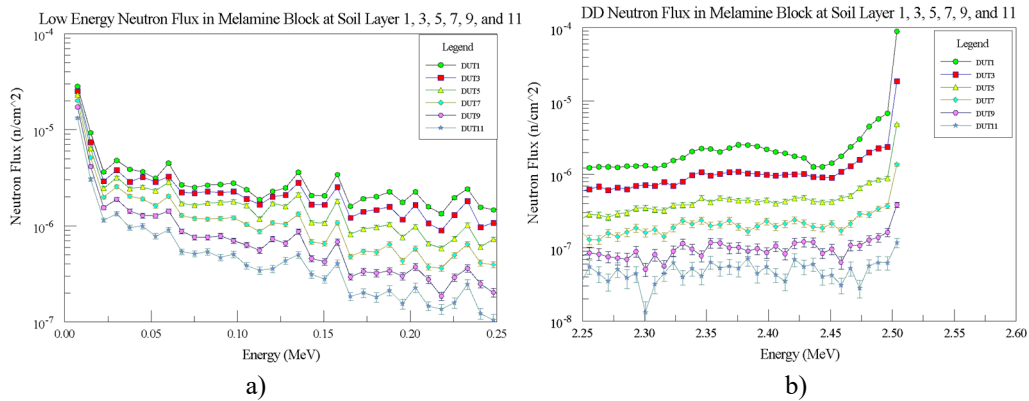 Low Energy Neutron Flux in Melamine Block at Soil Layer 1, 3, 5, 7, 9, and 11
10^-4
10^-5
10^-6
10^-7
Neutron Flux (n/cm^2)
Legend
DUT1
DUT3
DUT5
DUT7
DUT9
DUT11
0.00 0.05 0.10 0.15 0.20 0.25
Energy (MeV)
a)
DD Neutron Flux in Melamine Block at Soil Layer 1, 3, 5, 7, 9, and 11
10^-4
10^-5
10^-6
10^-7
10^-8
Neutron Flux (n/cm^2)
Legend
DUT1
DUT3
DUT5
DUT7
DUT9
DUT11
2.25 2.30 2.35 2.40 2.45 2.50 2.55 2.60
Energy (MeV)
b)